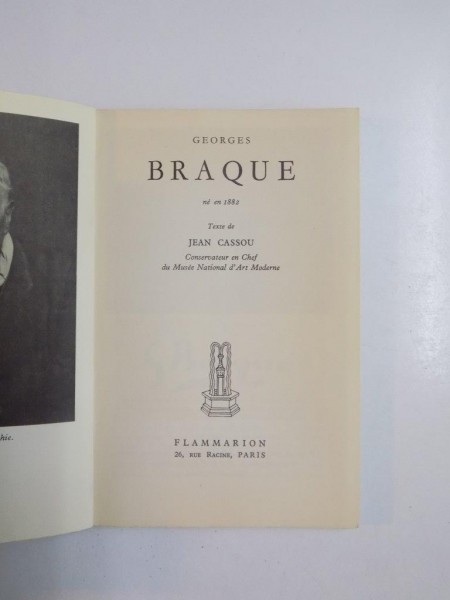 hie.
GEORGES
BRAQUE
né en 1882
Texte de
JEAN CASSOU
Conservateur en Chef
du Musée National d'Art Moderne
FLAMMARION
26, RUE RACINE, PARIS